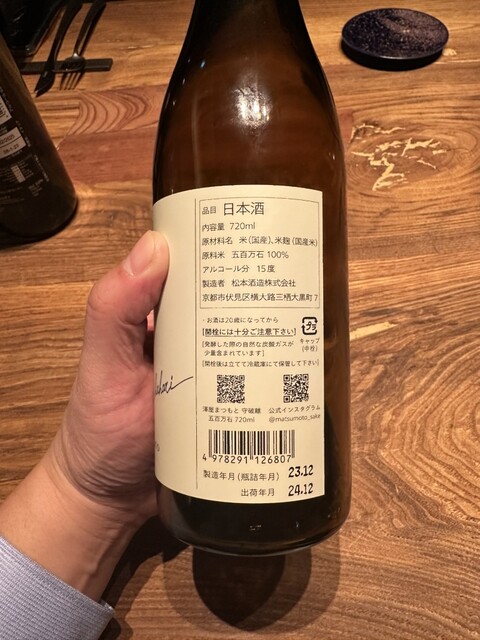 品目 日本酒
内容量 720ml
原材料名 米(国産)、米麹(国産米)
原料米 五百万石 100%
アルコール分 15度
製造者 松本酒造株式会社
京都市伏見区横大路三栖大黒町7
・お酒は20歳になってから
[開栓には十分ご注意下さい]
[発酵した際の自然な炭酸ガスが
少量含まれています]
[開栓後は立てて冷蔵庫にて保管して下さい]
プラ
キャップ
(中栓)
澤屋まつもと 守破離
五百万石 720ml
公式インスタグラム
@matsumoto_sake
4 978291 126807
製造年月(瓶詰年月) 23.12
出荷年月 24.12